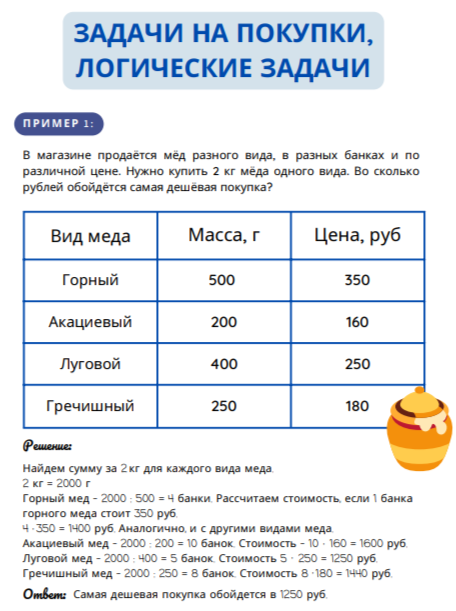 ЗАДАЧИ НА ПОКУПКИ,
ЛОГИЧЕСКИЕ ЗАДАЧИ
ПРИМЕР 1:
В магазине продаётся мёд разного вида, в разных банках и по
различной цене. Нужно купить 2 кг мёда одного вида. Во сколько
рублей обойдётся самая дешёвая покупка?
Вид меда Масса, г Цена, руб
Горный 500 350
Акациевый 200 160
Луговой 400 250
Гречишный 250 180
Решение:
Найдем сумму за 2 кг для каждого вида меда.
2 кг = 2000 г
Горный мед - 2000 : 500 = 4 банки. Рассчитаем стоимость, если 1 банка
горного меда стоит 350 руб.
4 ·350 = 1400 руб. Аналогично, и с другими видами меда.
Акациевый мед - 2000 : 200 = 10 банок. Стоимость - 10 · 160 = 1600 руб.
Луговой мед - 2000 : 400 = 5 банок. Стоимость 5 · 250 = 1250 руб.
Гречишный мед - 2000 : 250 = 8 банок. Стоимость 8 ·180 = 1440 руб.
Ответ: Самая дешевая покупка обойдется в 1250 руб.